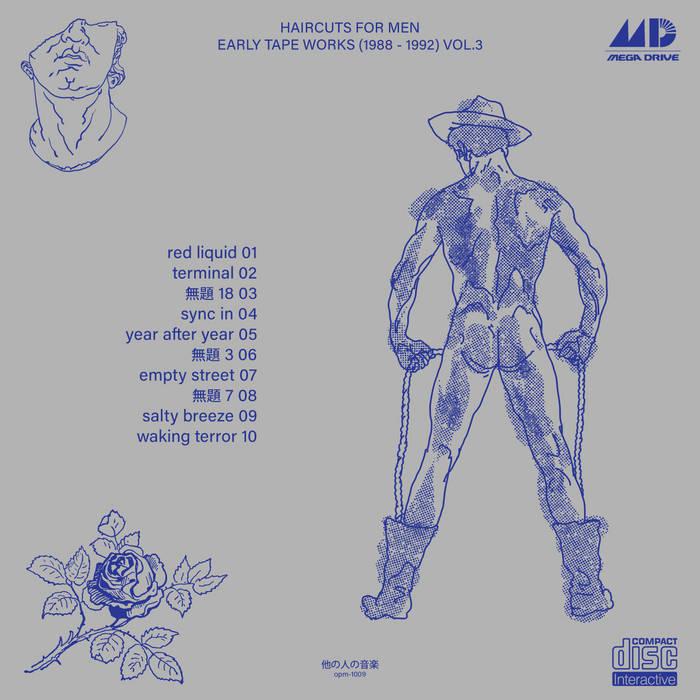 HAIRCUTS FOR MEN
EARLY TAPE WORKS (1988 - 1992) VOL.3
MD
MEGA DRIVE
red liquid 01
terminal 02
無題 18 03
sync in 04
year after year 05
無題 3 06
empty street 07
無題 7 08
salty breeze 09
waking terror 10
他の人の音楽
opm-1009
COMPACT
disc
Interactive